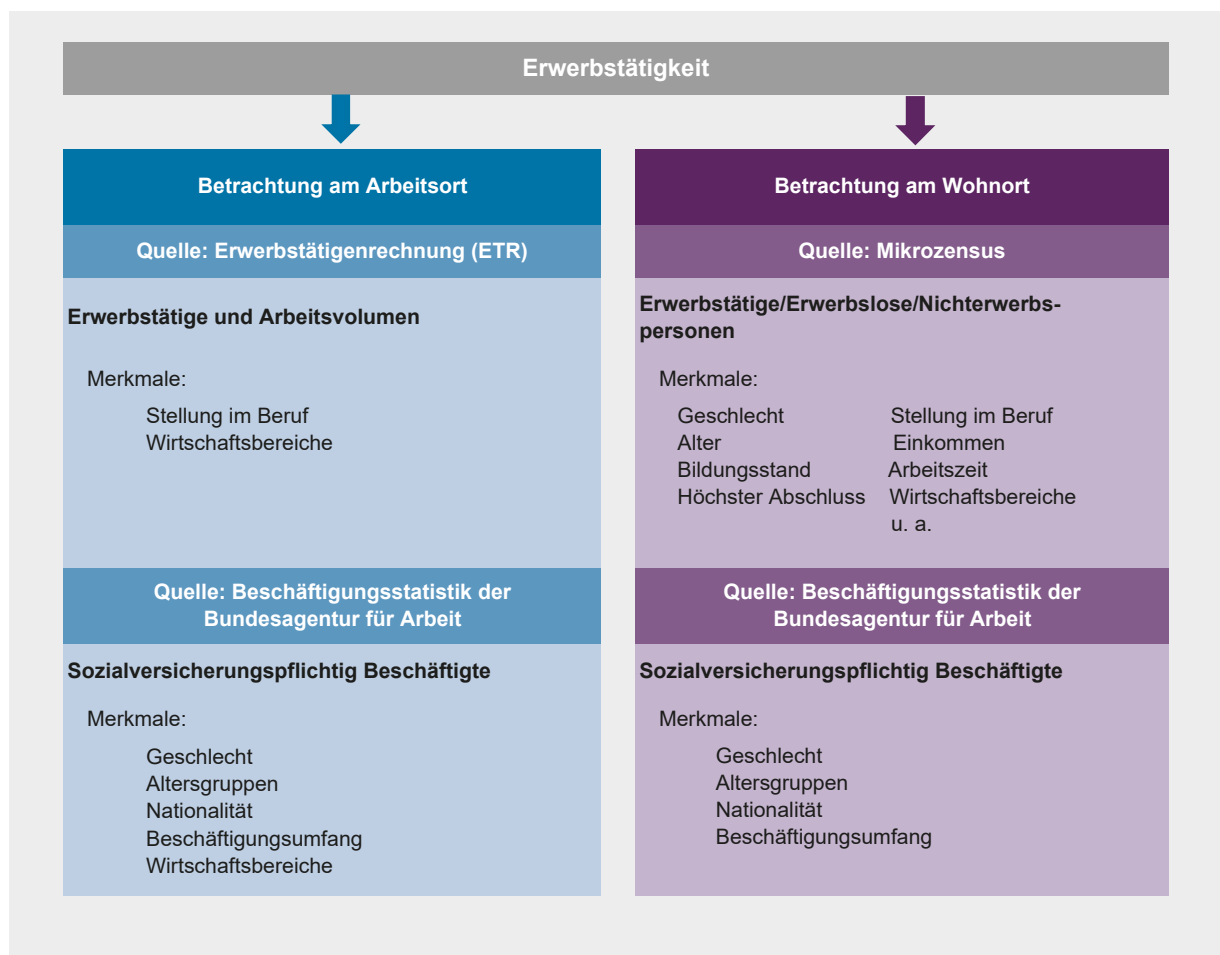 Erwerbstätigkeit
Betrachtung am Arbeitsort
Quelle: Erwerbstätigenrechnung (ETR)
Erwerbstätige und Arbeitsvolumen
Merkmale:
Stellung im Beruf
Wirtschaftsbereiche
Quelle: Beschäftigungsstatistik der
Bundesagentur für Arbeit
Sozialversicherungspflichtig Beschäftigte
Merkmale:
Geschlecht
Altersgruppen
Nationalität
Beschäftigungsumfang
Wirtschaftsbereiche
Betrachtung am Wohnort
Quelle: Mikrozensus
Erwerbstätige/Erwerbslose/Nichterwerbs-
personen
Merkmale:
Geschlecht Stellung im Beruf
Alter Einkommen
Bildungsstand Arbeitszeit
Höchster Abschluss Wirtschaftsbereiche
u. a.
Quelle: Beschäftigungsstatistik der
Bundesagentur für Arbeit
Sozialversicherungspflichtig Beschäftigte
Merkmale:
Geschlecht
Altersgruppen
Nationalität
Beschäftigungsumfang